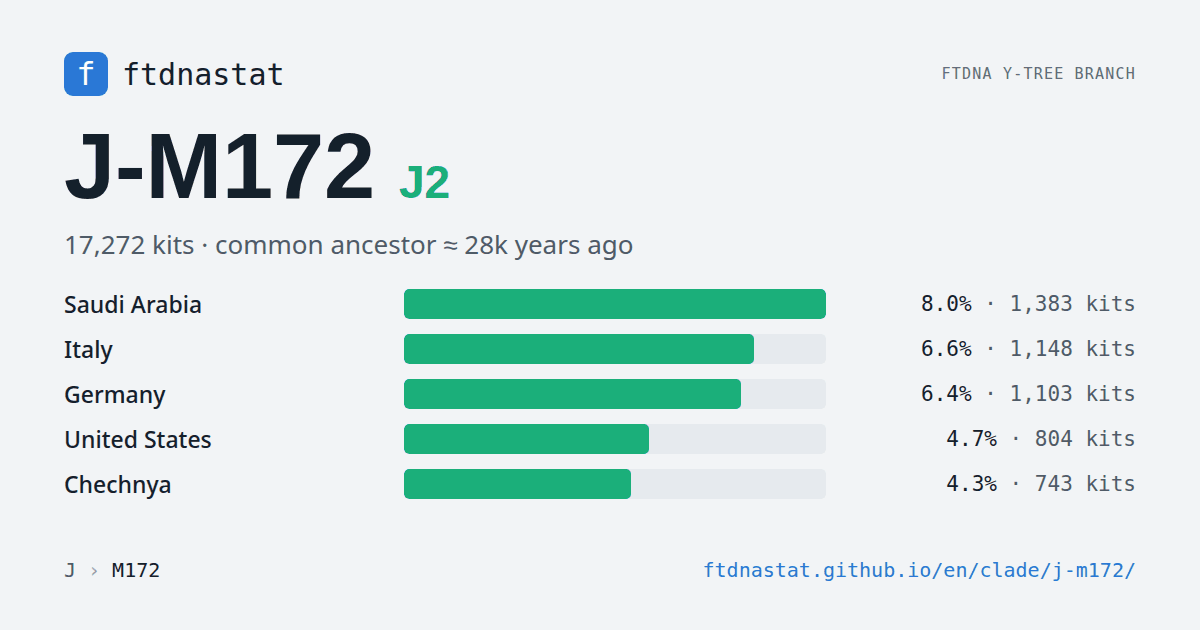 f ftdnastat
FTDNA Y-TREE BRANCH
J-M172 J2
17,272 kits · common ancestor ≈ 28k years ago
Saudi Arabia 8.0% · 1,383 kits
Italy 6.6% · 1,148 kits
Germany 6.4% · 1,103 kits
United States 4.7% · 804 kits
Chechnya 4.3% · 743 kits
J › M172
ftdnastat.github.io/en/clade/j-m172/